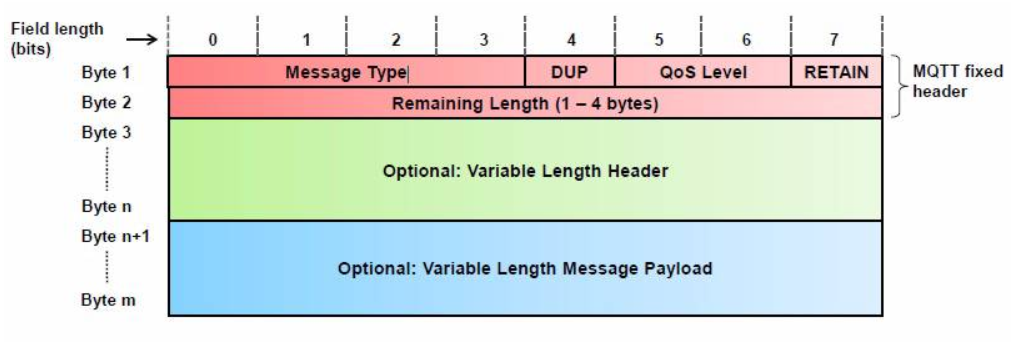 Field length
(bits)
0 1 2 3 4 5 6 7
Byte 1 Message Type DUP QoS Level RETAIN
MQTT fixed
header
Byte 2 Remaining Length (1 – 4 bytes)
Byte 3
Optional: Variable Length Header
Byte n
Byte n+1
Optional: Variable Length Message Payload
Byte m